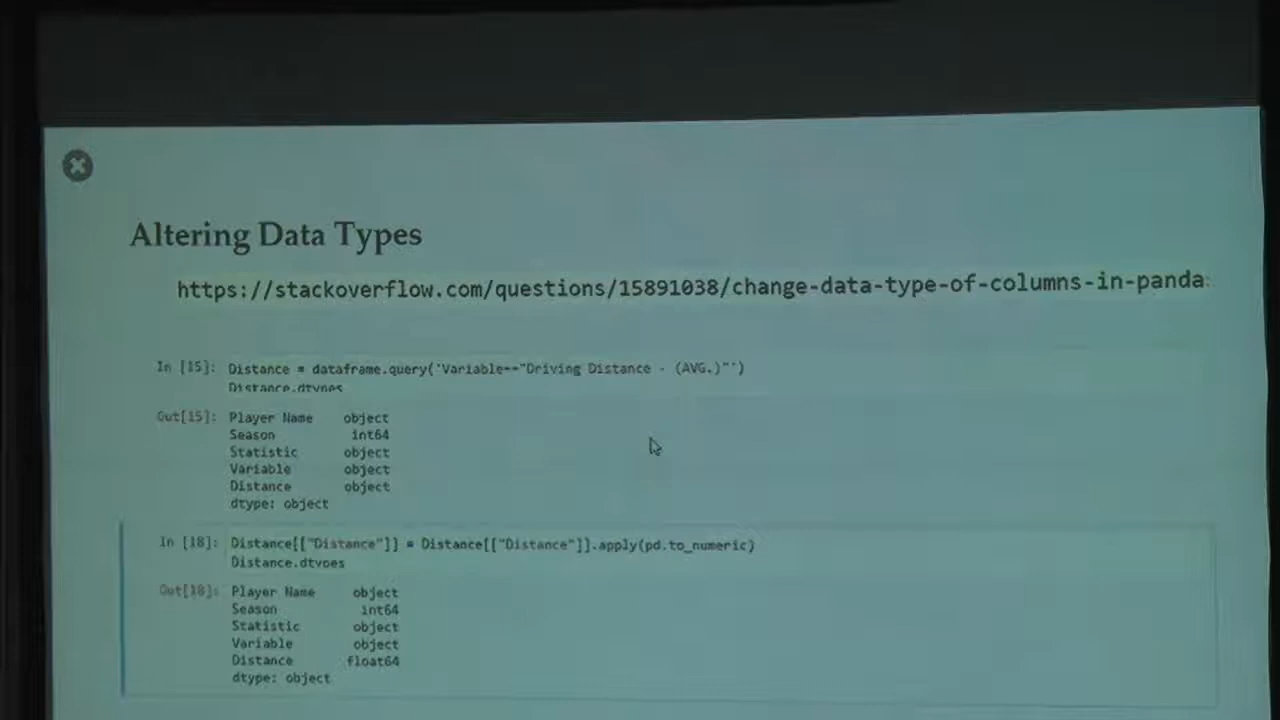 Altering Data Types
https://stackoverflow.com/questions/15891038/change-data-type-of-columns-in-panda
In [15]: Distance = dataframe.query('Variable=="Driving Distance - (AVG.)"')
Distance.dtypes
Out[15]: Player Name object
Season int64
Statistic object
Variable object
Distance object
dtype: object
In [18]: Distance[["Distance"]] = Distance[["Distance"]].apply(pd.to_numeric)
Distance.dtypes
Out[18]: Player Name object
Season int64
Statistic object
Variable object
Distance float64
dtype: object